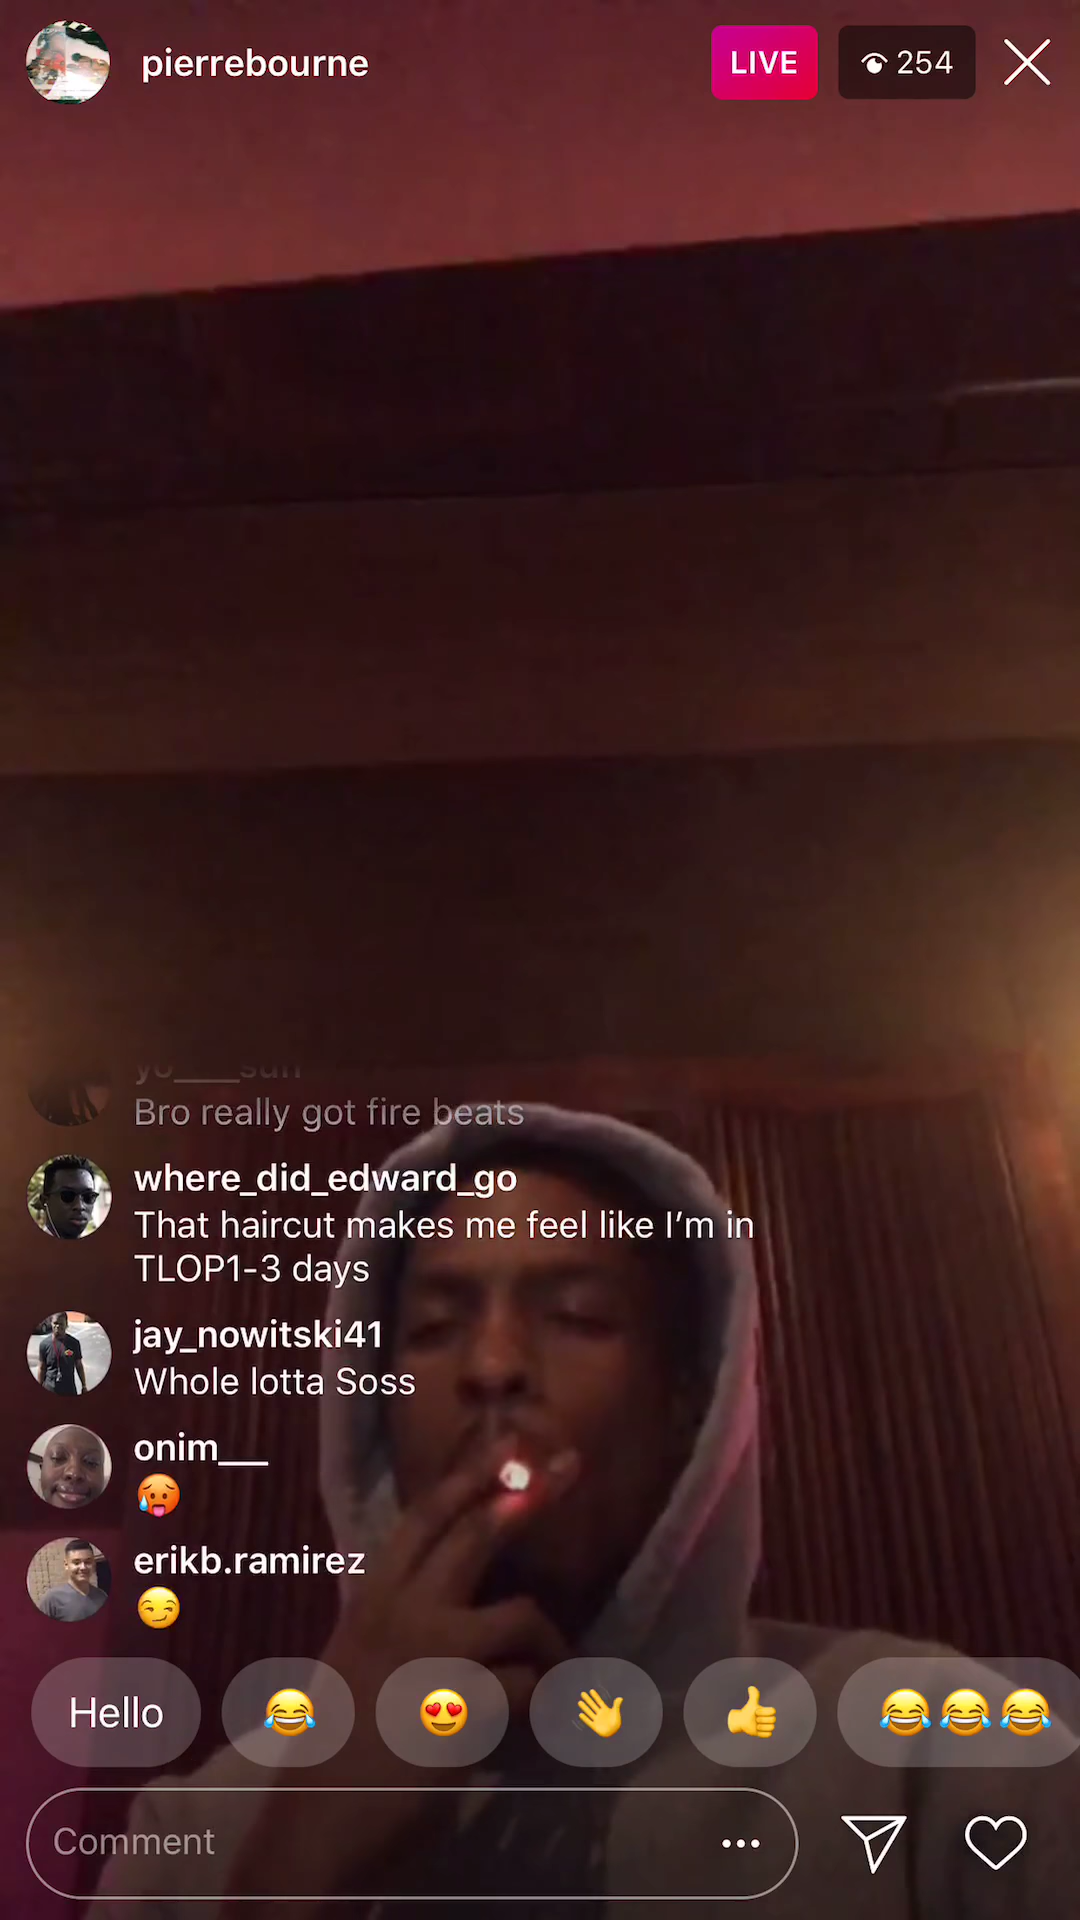 pierrebourne
LIVE
254
Bro really got fire beats
where_did_edward_go
That haircut makes me feel like I’m in
TLOP1-3 days
jay_nowitski41
Whole lotta Soss
onim___
🥵
erikb.ramirez
😏
Hello 😂 😍 👋 👍 😂😂😂
Comment